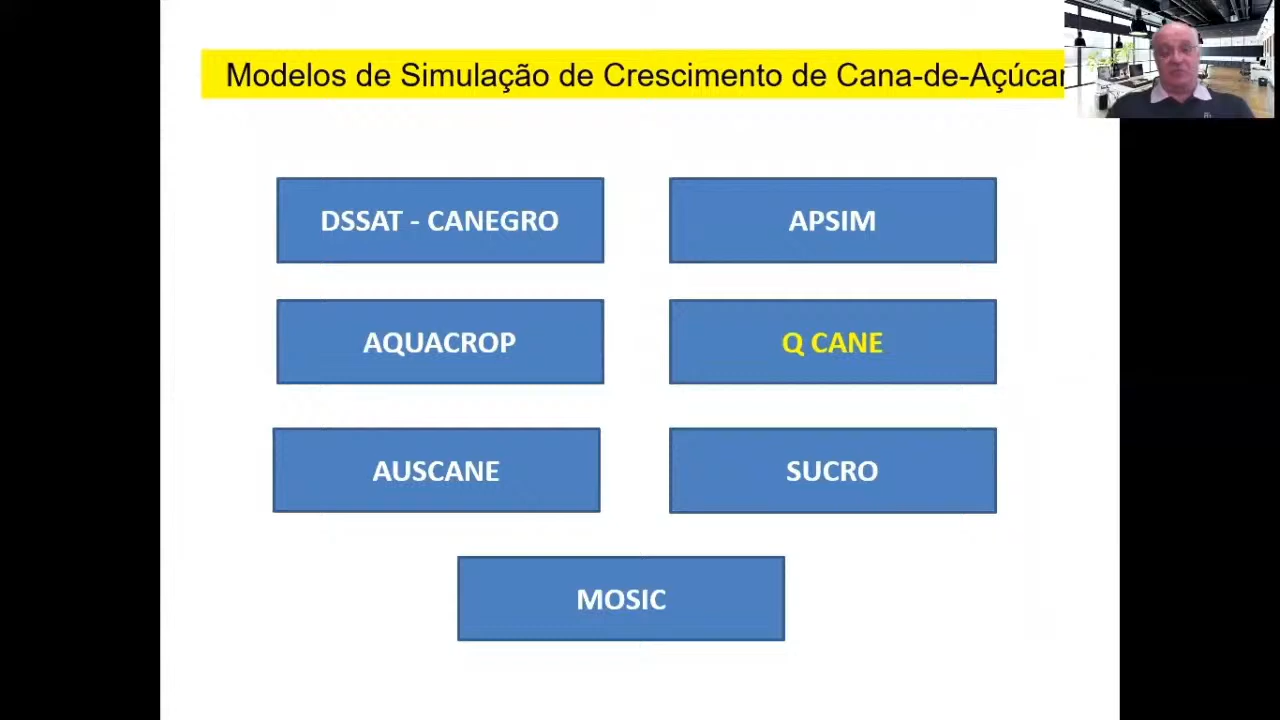 Modelos de Simulação de Crescimento de Cana-de-Açúcar
DSSAT - CANEGRO
APSIM
AQUACROP
Q CANE
AUSCANE
SUCRO
MOSIC